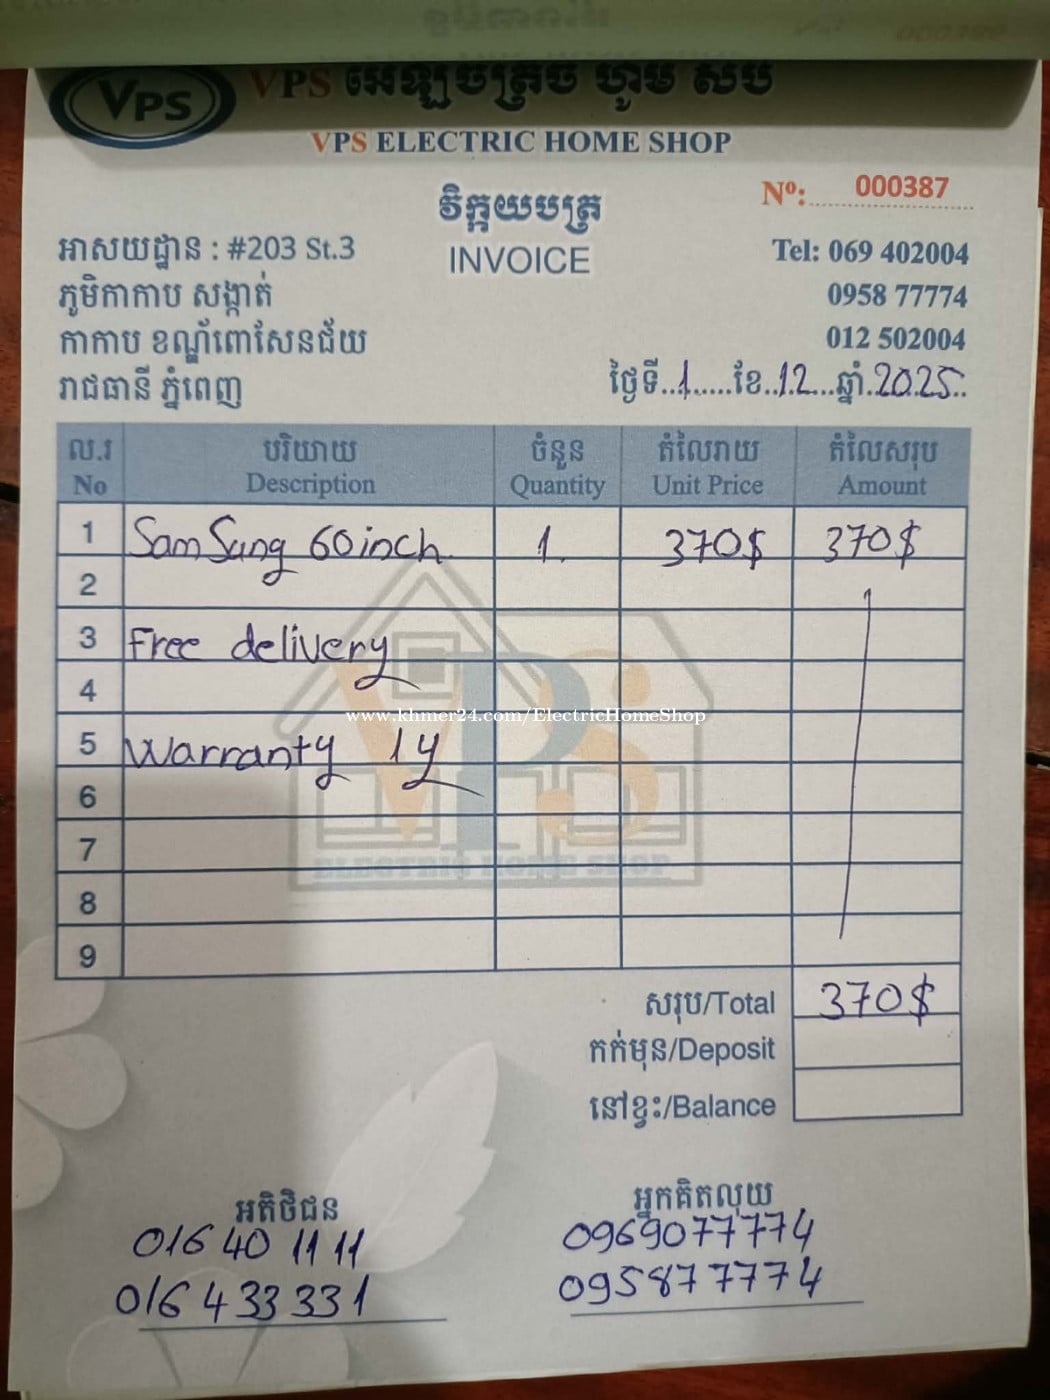 VPS
VPS អេឡិចត្រូច ហូម សប
VPS ELECTRIC HOME SHOP
Nº: 000387
វិក្កយបត្រ
INVOICE
អាសយដ្ឋាន : #203 St.3
ភូមិកាកាប សង្កាត់
កាកាប ខណ្ឌ័ពោសែនជ័យ
រាជធានី ភ្នំពេញ
Tel: 069 402004
0958 77774
012 502004
ថ្ងៃទី..1.....ខែ..12...ឆ្នាំ.2025..
ល.រ បរិយាយ ចំនួន តំលៃរាយ តំលៃសរុប
No Description Quantity Unit Price Amount
1 SamSung 60inch 1. 370$ 370$
2
3 Free delivery
4
www.khmer24.com/ElectricHomeShop
5 Warranty 1y
6
7
VPS
ELECTRIC HOME SHOP
8
9
សរុប/Total 370$
កក់មុន/Deposit
នៅខ្វះ/Balance
អតិថិជន
016 40 11 11
016 433 331
អ្នកគិតលុយ
0969077774
095877774